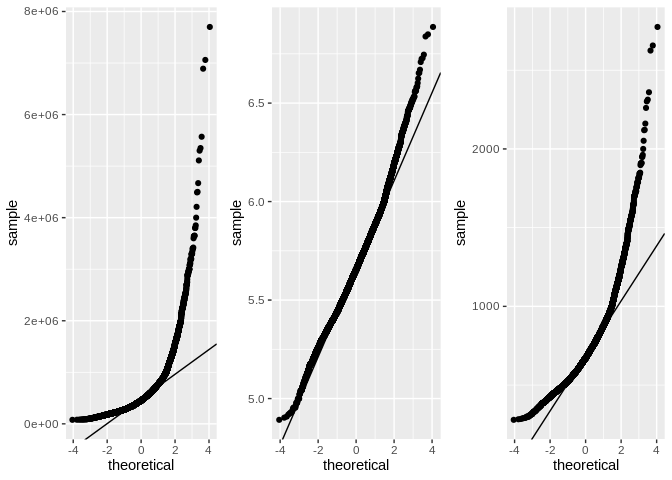 8e+06
6e+06
4e+06
2e+06
0e+00
sample
-4 -2 0 2 4
theoretical
6.5
6.0
5.5
5.0
sample
-4 -2 0 2 4
theoretical
2000
1000
sample
-4 -2 0 2 4
theoretical